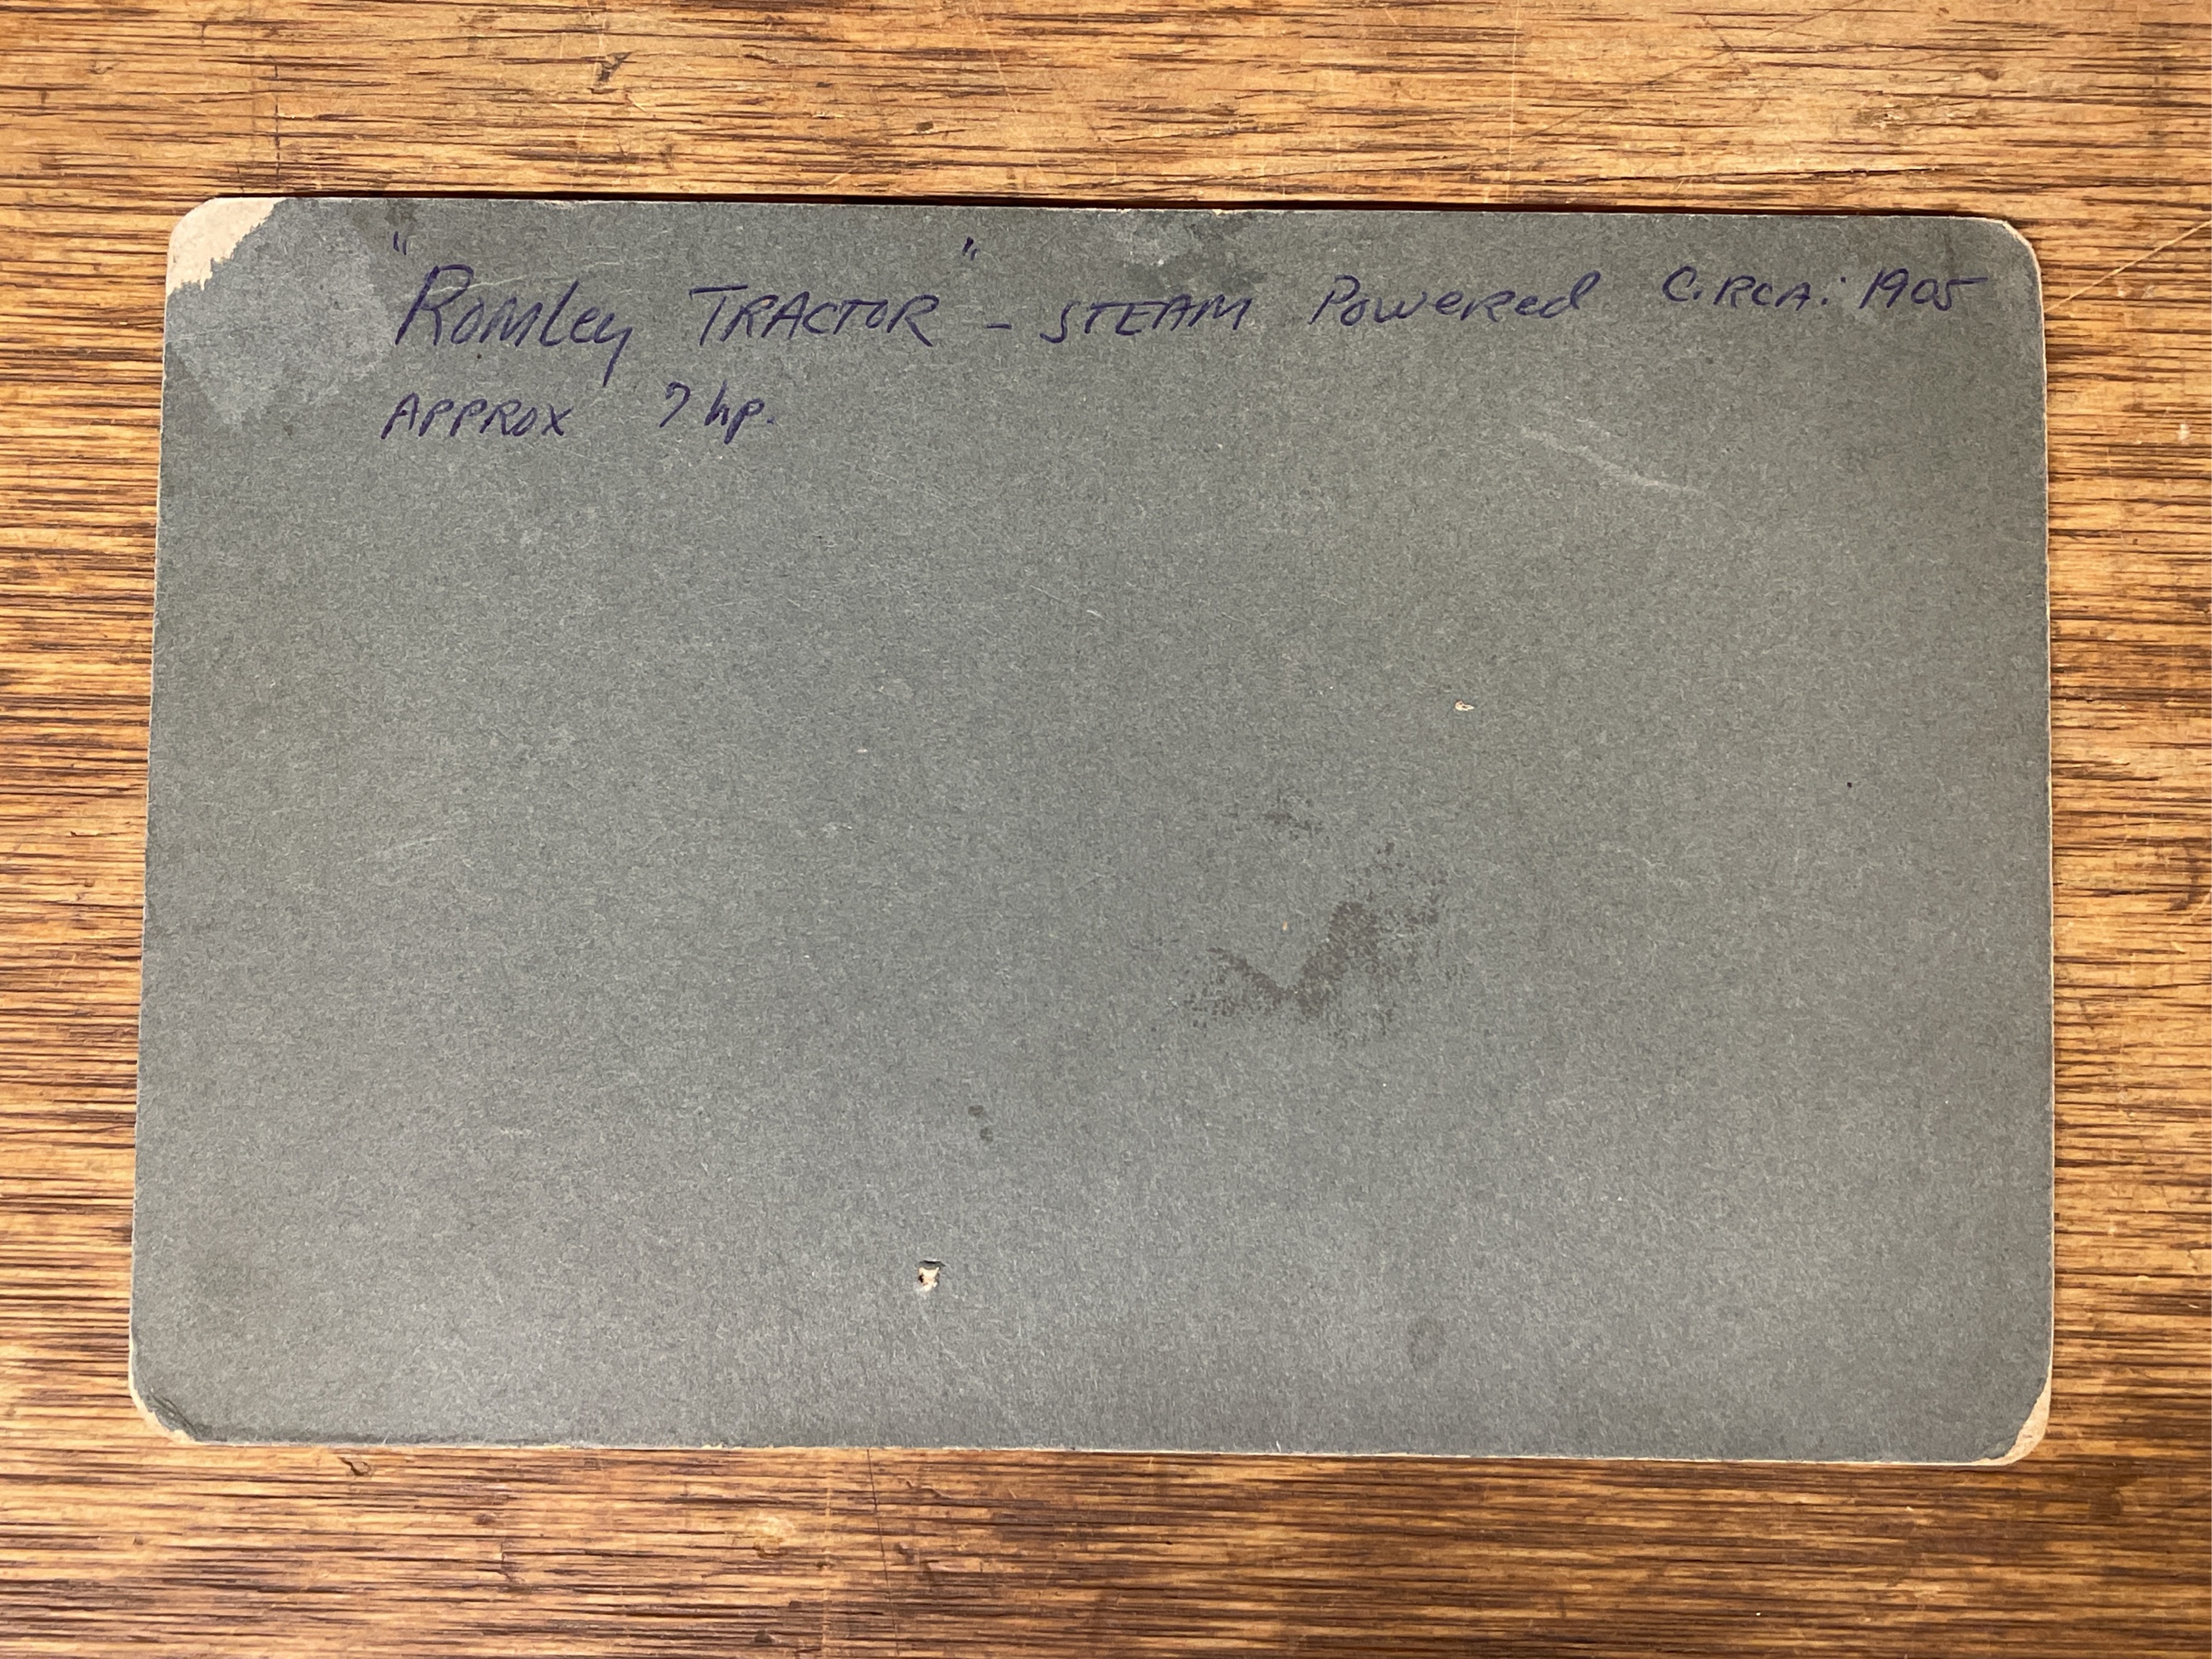 "Romley TRACTOR" - STEAM Powered CIRCA: 1905
APPROX 7 hp.